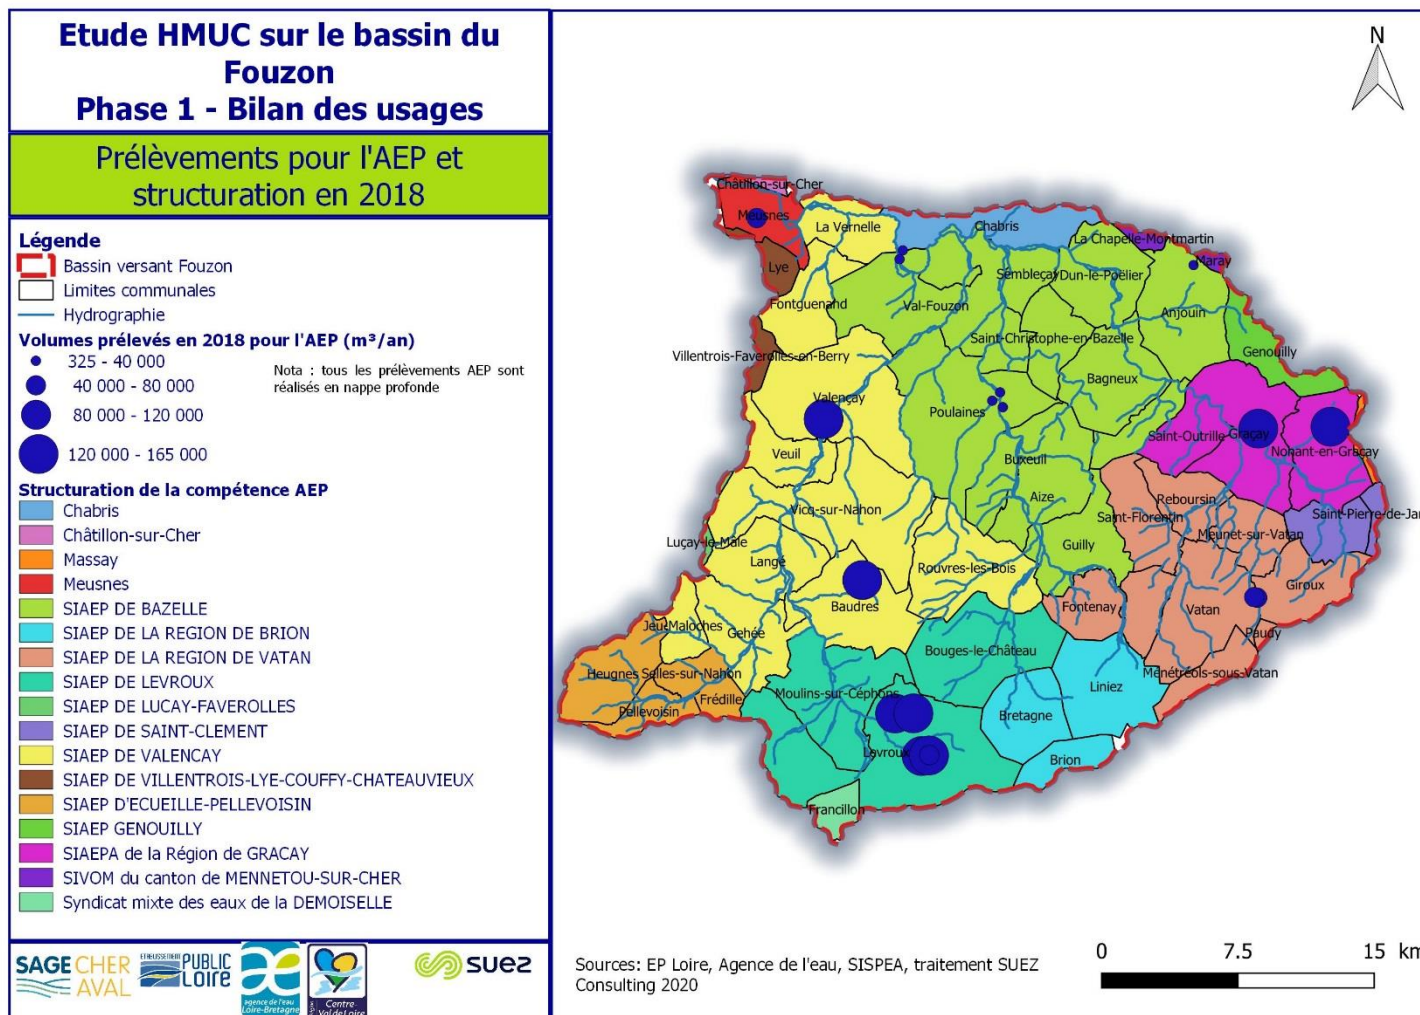 Etude HMUC sur le bassin du
Fouzon
Phase 1 - Bilan des usages
Prélèvements pour l'AEP et
structuration en 2018
Légende
Bassin versant Fouzon
Limites communales
Hydrographie
Volumes prélevés en 2018 pour l'AEP (m³/an)
325 - 40 000
40 000 - 80 000
80 000 - 120 000
120 000 - 165 000
Nota : tous les prélèvements AEP sont
réalisés en nappe profonde
Structuration de la compétence AEP
Chabris
Châtillon-sur-Cher
Massay
Meusnes
SIAEP DE BAZELLE
SIAEP DE LA REGION DE BRION
SIAEP DE LA REGION DE VATAN
SIAEP DE LEVROUX
SIAEP DE LUCAY-FAVEROLLES
SIAEP DE SAINT-CLEMENT
SIAEP DE VALENCAY
SIAEP DE VILLENTROIS-LYE-COUFFY-CHATEAUVIEUX
SIAEP D'ECUEILLE-PELLEVOISIN
SIAEP GENOUILLY
SIAEPA de la Région de GRACAY
SIVOM du canton de MENNETOU-SUR-CHER
Syndicat mixte des eaux de la DEMOISELLE
SAGE CHER
AVAL
ETABLISSEMENT
PUBLIC
LOIRE
agence de l'eau
Loire-Bretagne
Centre-
Val de Loire
suez
N
Châtillon-sur-Cher
Meusnes
La Vernelle
Chabris
La Chapelle-Montmartin
Maray
Lye
Sembleçay
Dun-le-Poëlier
Fontguenand
Val-Fouzon
Anjouin
Saint-Christophe-en-Bazelle
Genouilly
Villentrois-Faverolles-en-Berry
Bagneux
Valençay
Poulaines
Saint-Outrille
Graçay
Nohant-en-Graçay
Veuil
Buxeuil
Aize
Reboursin
Vicq-sur-Nahon
Saint-Florentin
Saint-Pierre-de-Jar
Meunet-sur-Vatan
Luçay-le-Mâle
Guilly
Langé
Rouvres-les-Bois
Giroux
Baudres
Fontenay
Vatan
Jeu-Maloches
Gehée
Paudy
Bouges-le-Château
Heugnes
Selles-sur-Nahon
Ménétréols-sous-Vatan
Liniez
Frédille
Moulins-sur-Céphons
Pellevoisin
Bretagne
Levroux
Brion
Francillon
Sources: EP Loire, Agence de l'eau, SISPEA, traitement SUEZ
Consulting 2020
0 7.5 15 km